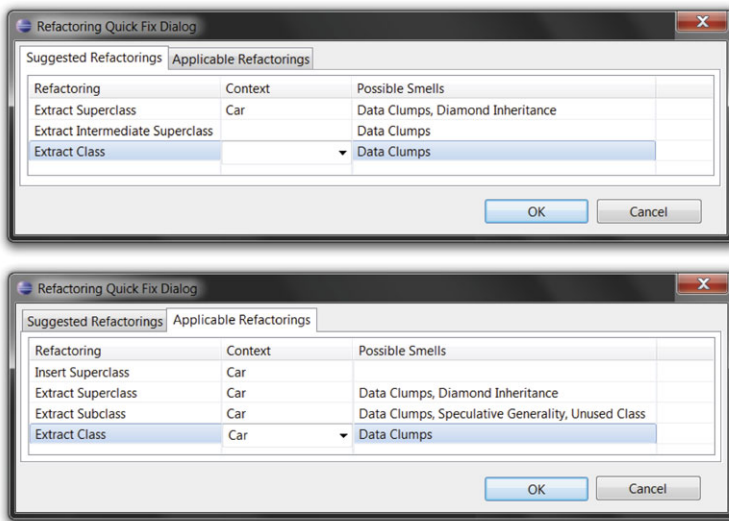 Refactoring Quick Fix Dialog
Suggested Refactorings Applicable Refactorings
Refactoring Context Possible Smells
Extract Superclass Car Data Clumps, Diamond Inheritance
Extract Intermediate Superclass Data Clumps
Extract Class Data Clumps
OK Cancel
Refactoring Quick Fix Dialog
Suggested Refactorings Applicable Refactorings
Refactoring Context Possible Smells
Insert Superclass Car
Extract Superclass Car Data Clumps, Diamond Inheritance
Extract Subclass Car Data Clumps, Speculative Generality, Unused Class
Extract Class Car Data Clumps
OK Cancel